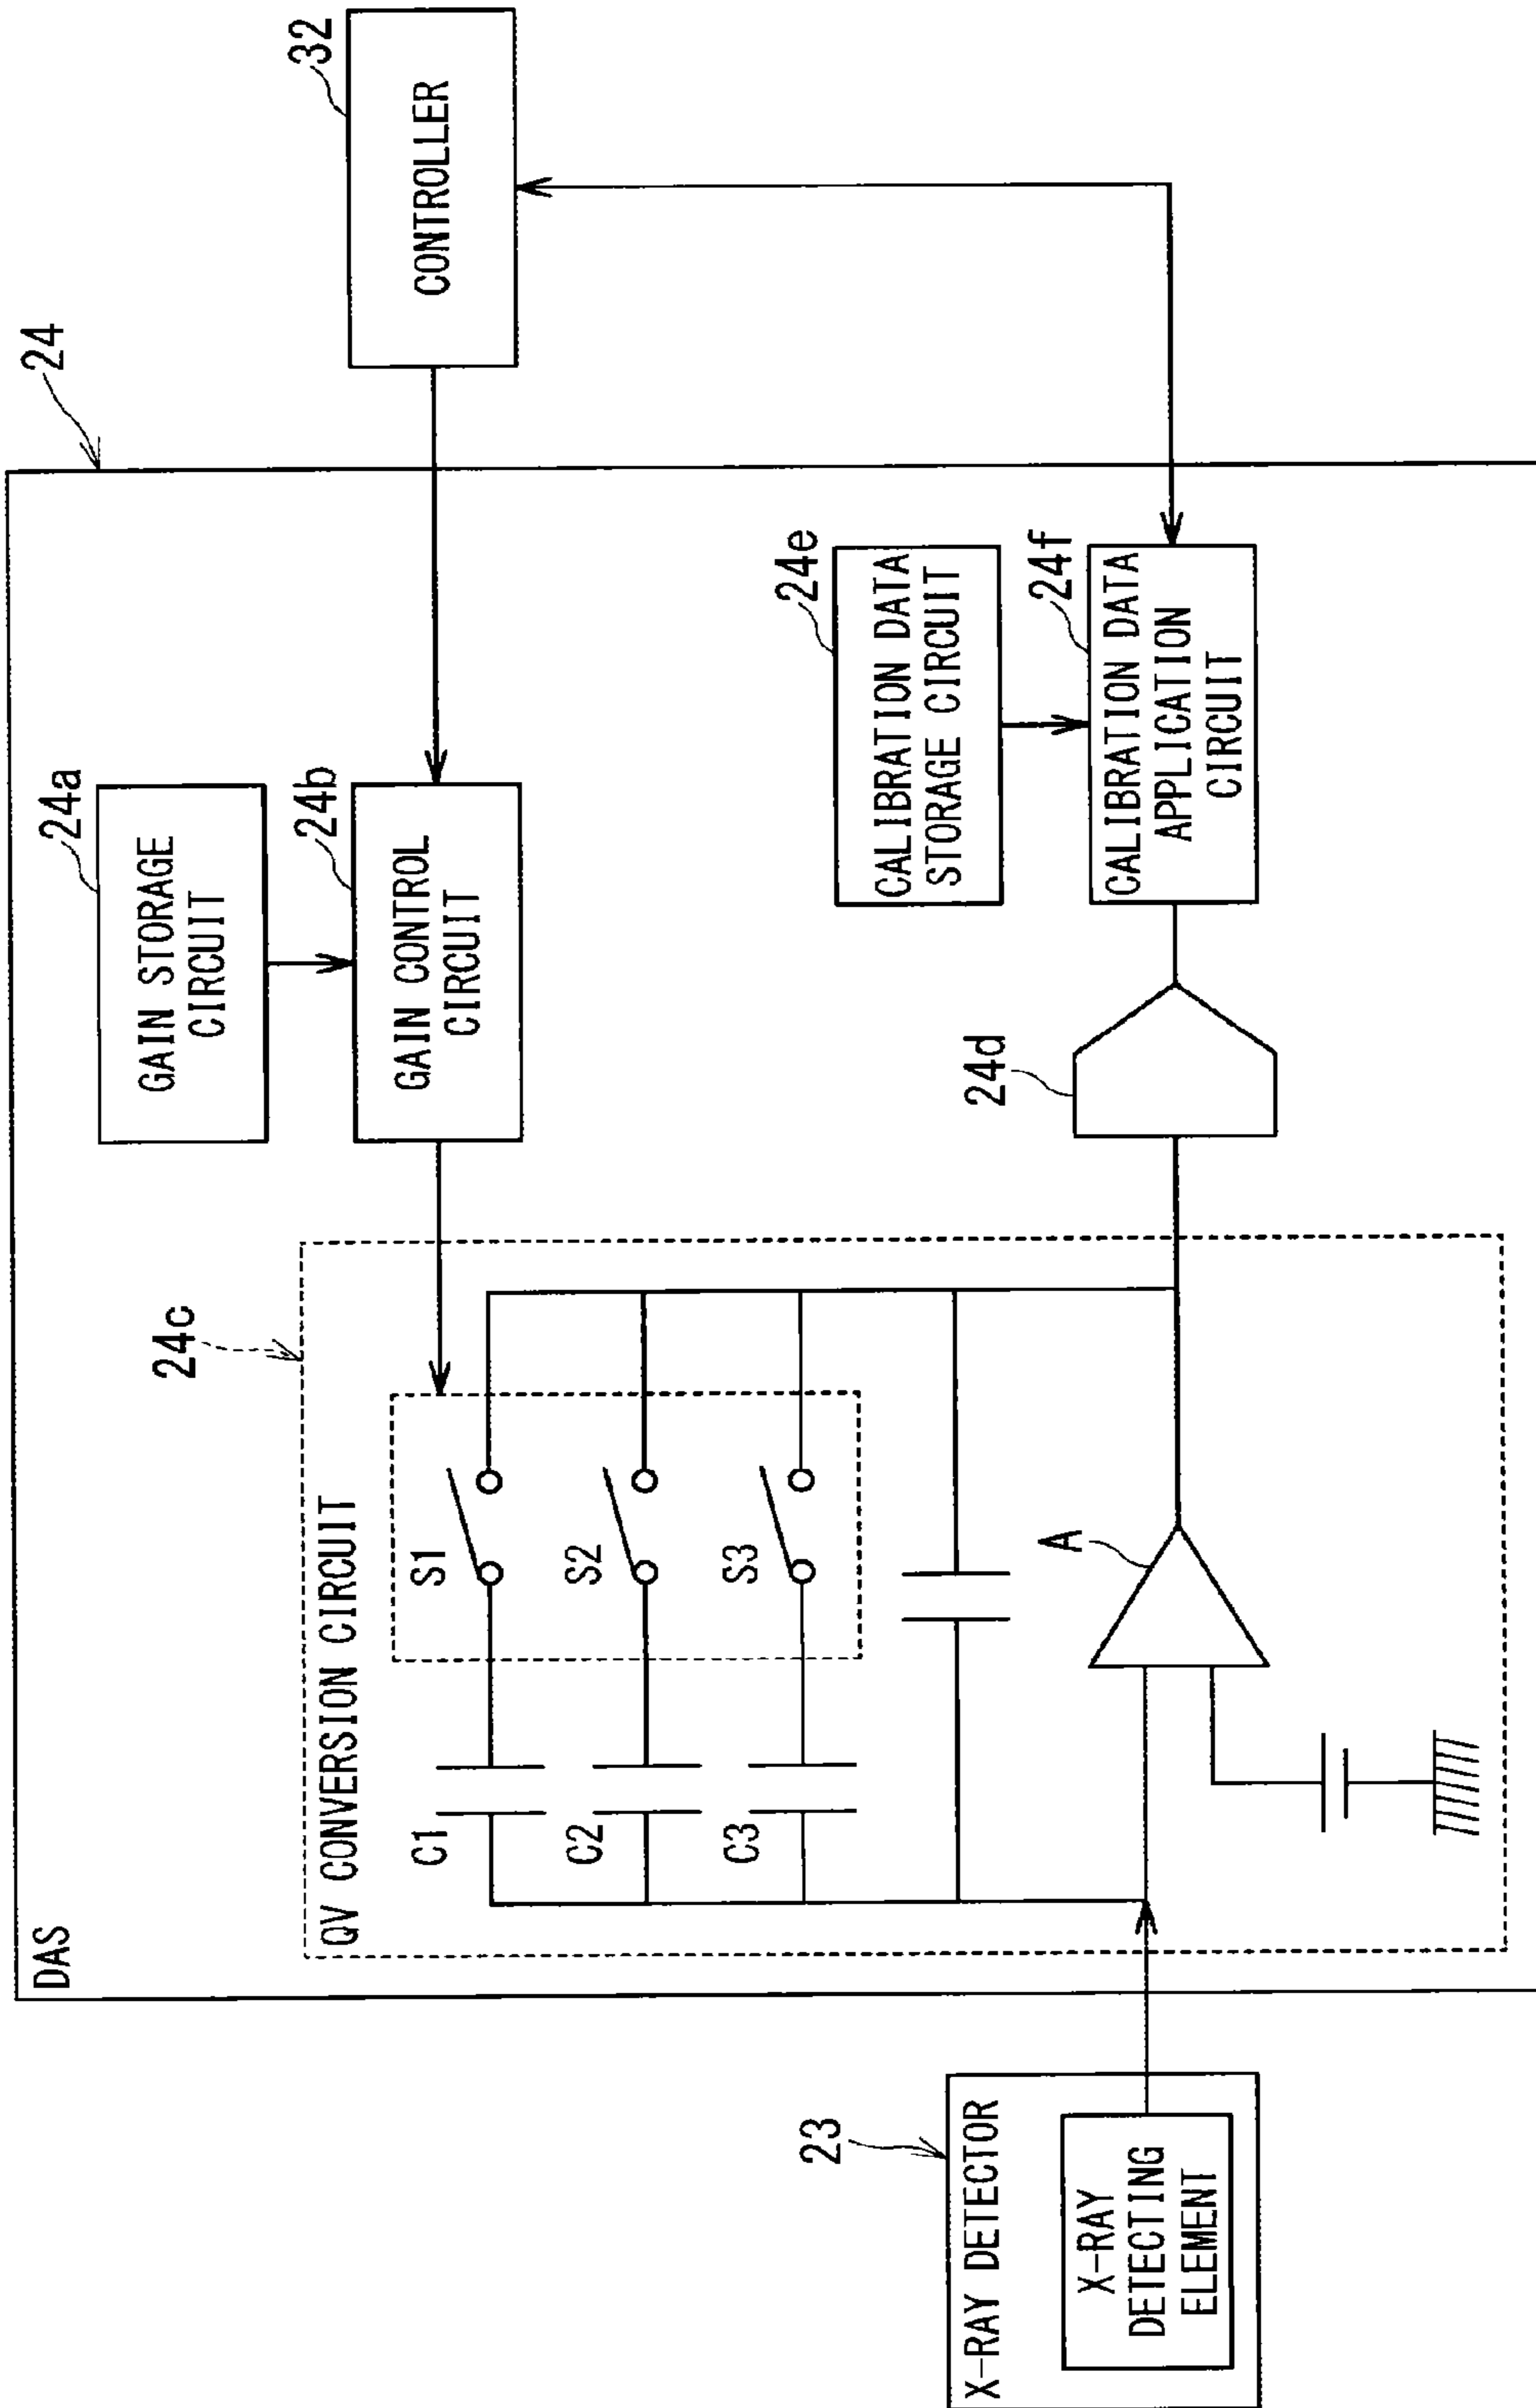 DAS
24
24a
GAIN STORAGE
CIRCUIT
24b
GAIN CONTROL
CIRCUIT
32
CONTROLLER
24c
QV CONVERSION CIRCUIT
C1
S1
C2
S2
C3
S3
A
24d
24e
CALIBRATION DATA
STORAGE CIRCUIT
24f
CALIBRATION DATA
APPLICATION
CIRCUIT
23
X-RAY DETECTOR
X-RAY
DETECTING
ELEMENT